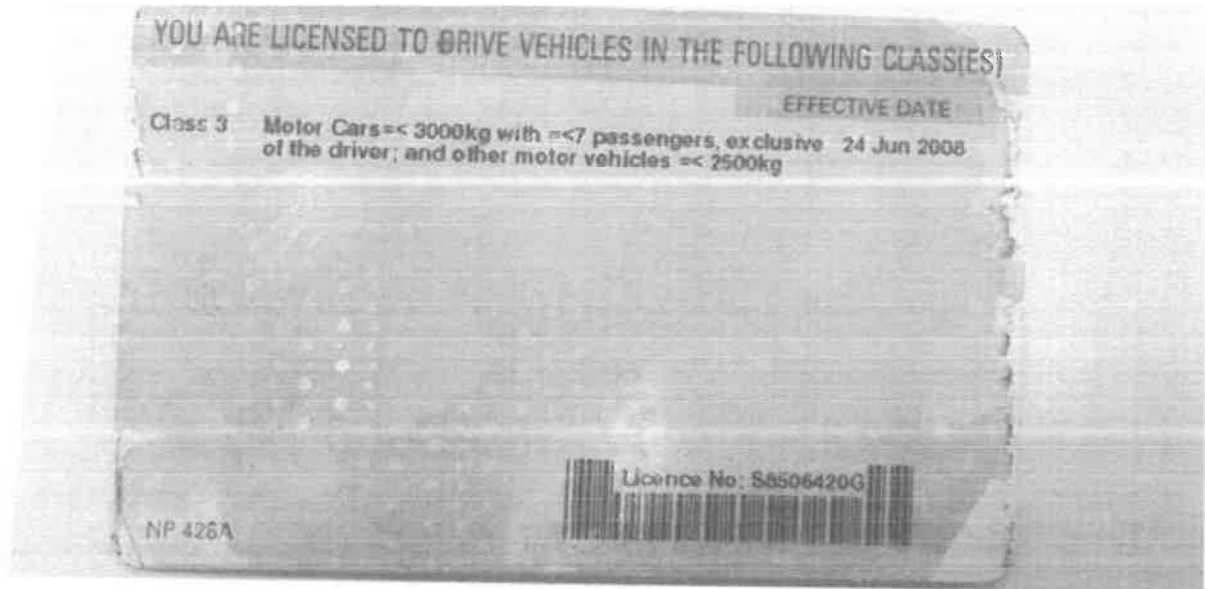 YOU ARE LICENSED TO DRIVE VEHICLES IN THE FOLLOWING CLASS(ES)
EFFECTIVE DATE
Class 3 Motor Cars=< 3000kg with =<7 passengers, exclusive 24 Jun 2008
of the driver; and other motor vehicles =< 2500kg
Licence No: S8506420G
NP 428A